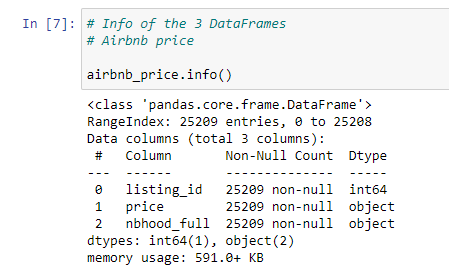 In [7]: # Info of the 3 DataFrames
# Airbnb price
airbnb_price.info()
<class 'pandas.core.frame.DataFrame'>
RangeIndex: 25209 entries, 0 to 25208
Data columns (total 3 columns):
#   Column        Non-Null Count  Dtype
---  ------        --------------  -----
0   listing_id    25209 non-null  int64
1   price         25209 non-null  object
2   nbhood_full   25209 non-null  object
dtypes: int64(1), object(2)
memory usage: 591.0+ KB